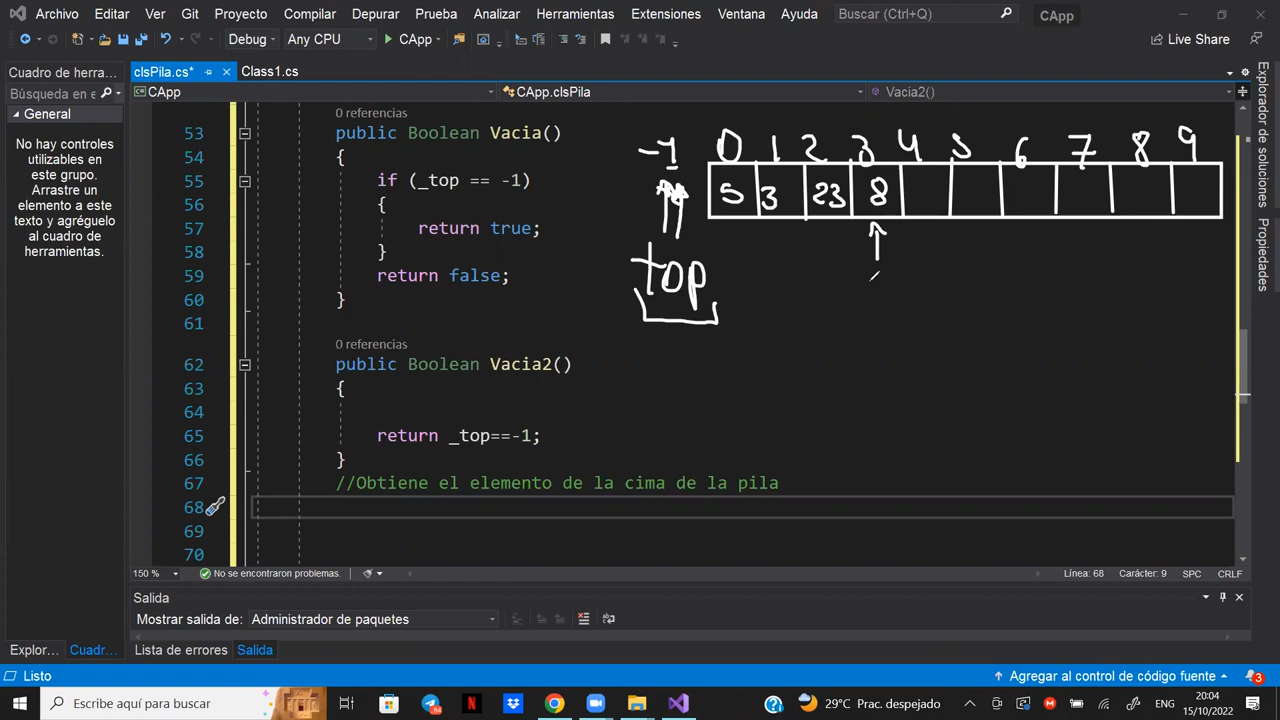 Archivo Editar Ver Git Proyecto Compilar Depurar Prueba Analizar Herramientas Extensiones Ventana Ayuda Buscar (Ctrl+Q) CApp
Debug Any CPU CApp Live Share
Cuadro de herra...
Búsqueda en e
General
No hay controles
utilizables en
este grupo.
Arrastre un
elemento a este
texto y agréguelo
al cuadro de
herramientas.
clsPila.cs* Class1.cs
CApp CApp.clsPila Vacia2()
0 referencias
53 public Boolean Vacia()
54 {
55 if (_top == -1)
56 {
57 return true;
58 }
59 return false;
60 }
61
0 referencias
62 public Boolean Vacia2()
63 {
64
65 return _top==-1;
66 }
67 //Obtiene el elemento de la cima de la pila
68
69
70
-1 0 1 2 3 4 5 6 7 8 9
5 3 23 8
top
Explorador de soluciones
Propiedades
150 % No se encontraron problemas. Línea: 68 Carácter: 9 SPC CRLF
Salida
Mostrar salida de: Administrador de paquetes
Explor... Cuadr... Lista de errores Salida
Listo Agregar al control de código fuente 3
Escribe aquí para buscar 84 29°C Prac. despejado ENG 20:04
15/10/2022